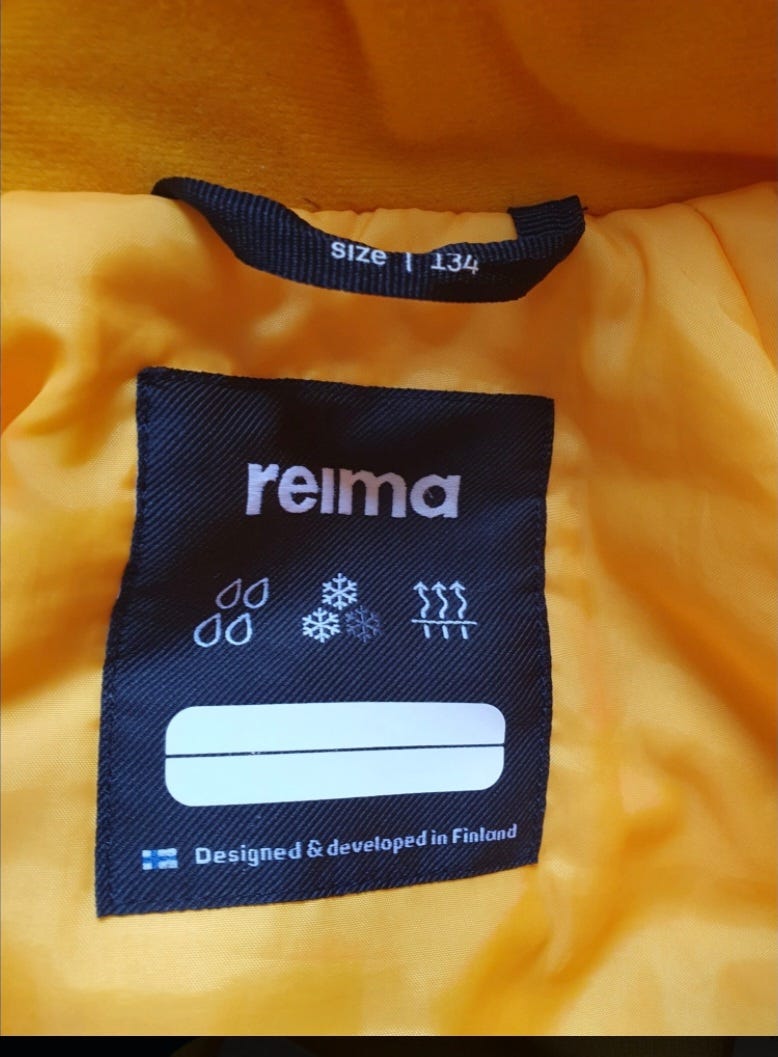 size | 134
reima
Designed & developed in Finland